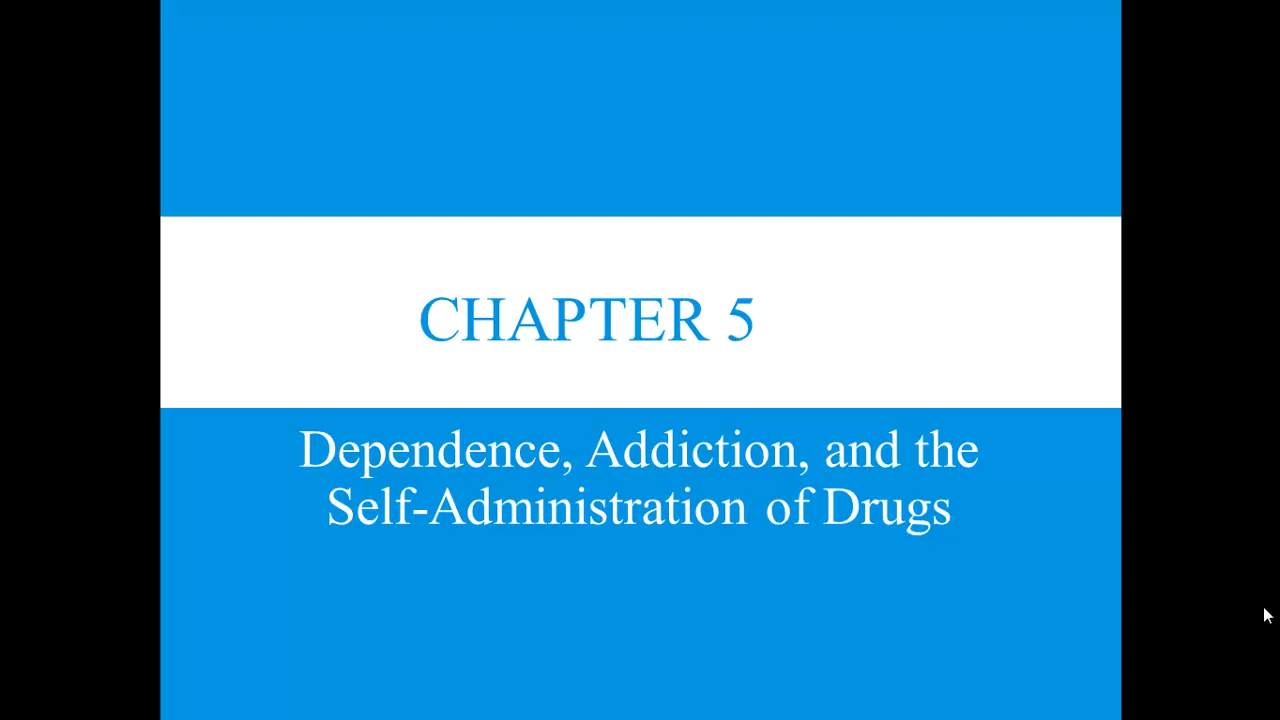 CHAPTER 5
Dependence, Addiction, and the
Self-Administration of Drugs